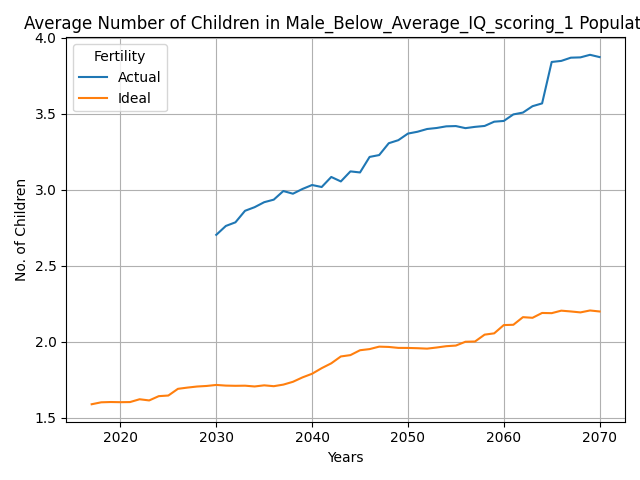 Average Number of Children in Male_Below_Average_IQ_scoring_1 Populat
4.0
3.5
3.0
2.5
2.0
1.5
No. of Children
Fertility
Actual
Ideal
2020 2030 2040 2050 2060 2070
Years